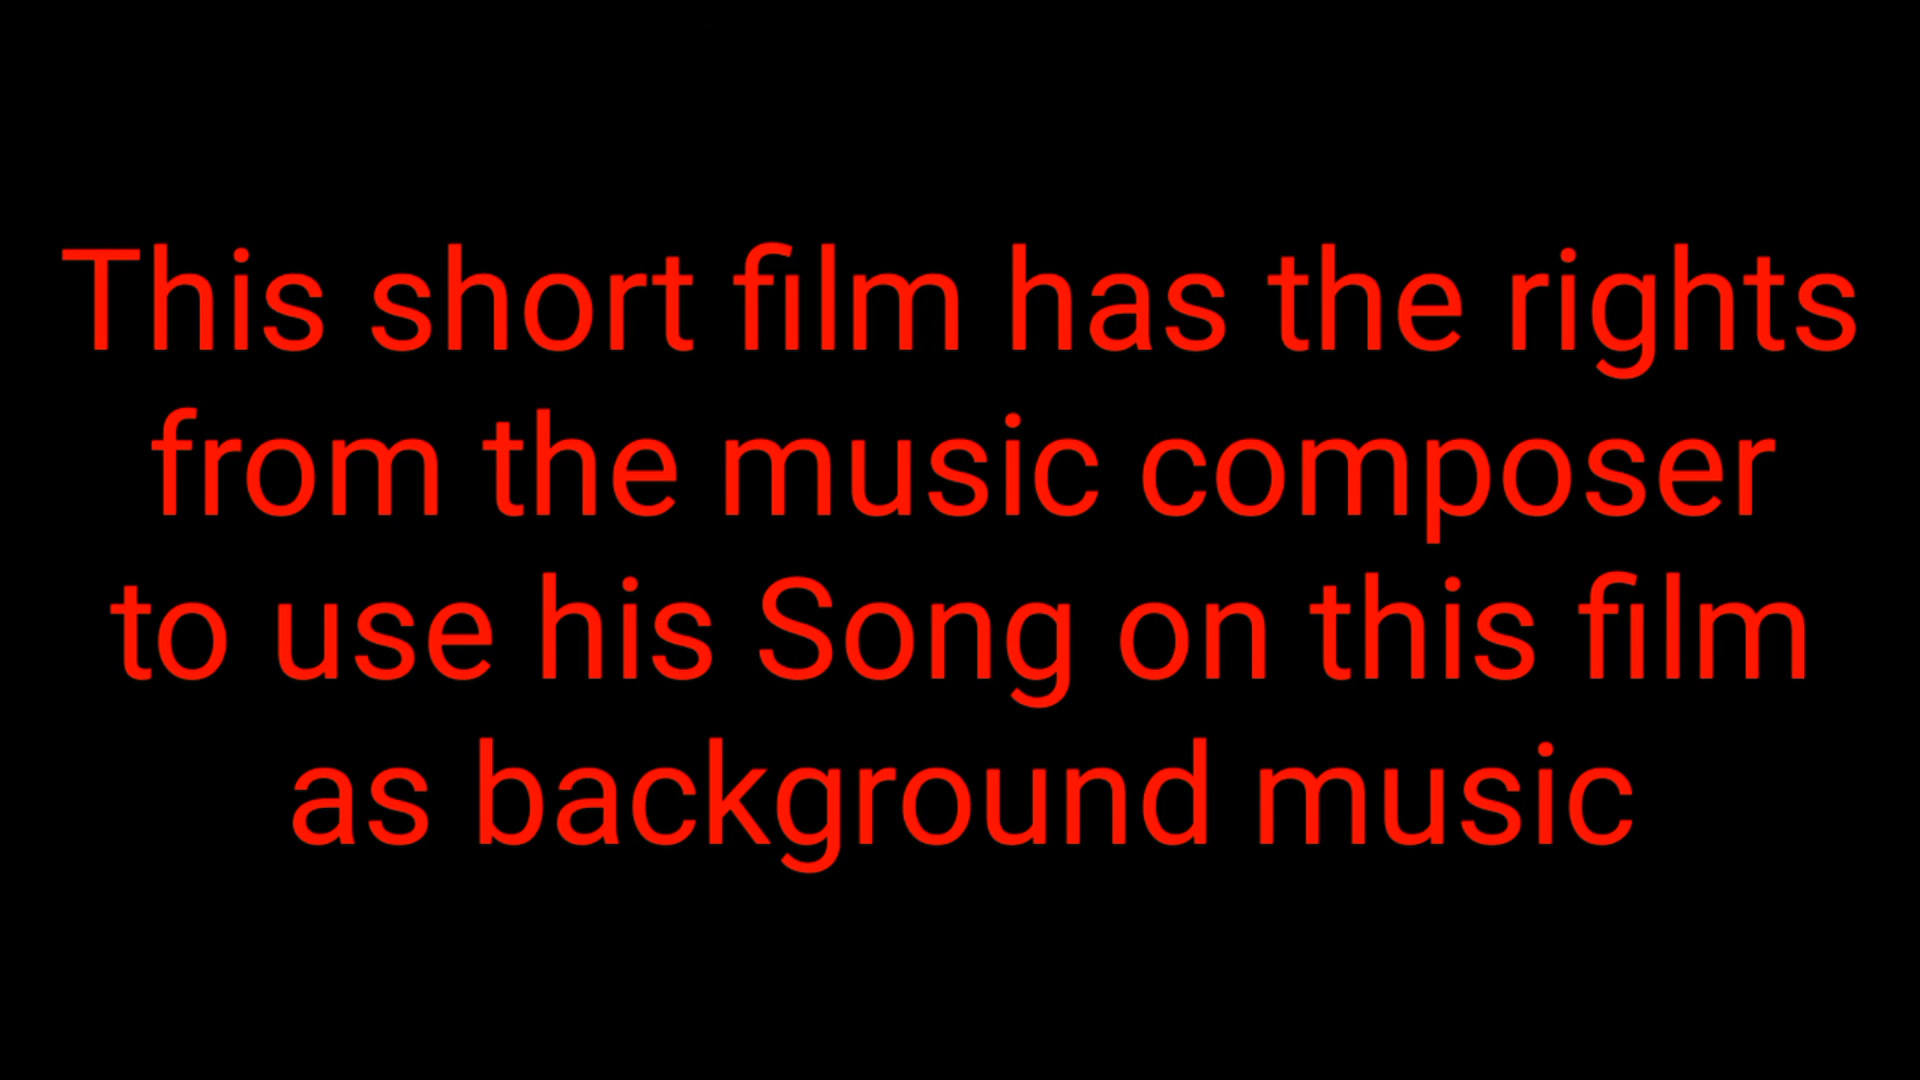 This short film has the rights
from the music composer
to use his Song on this film
as background music